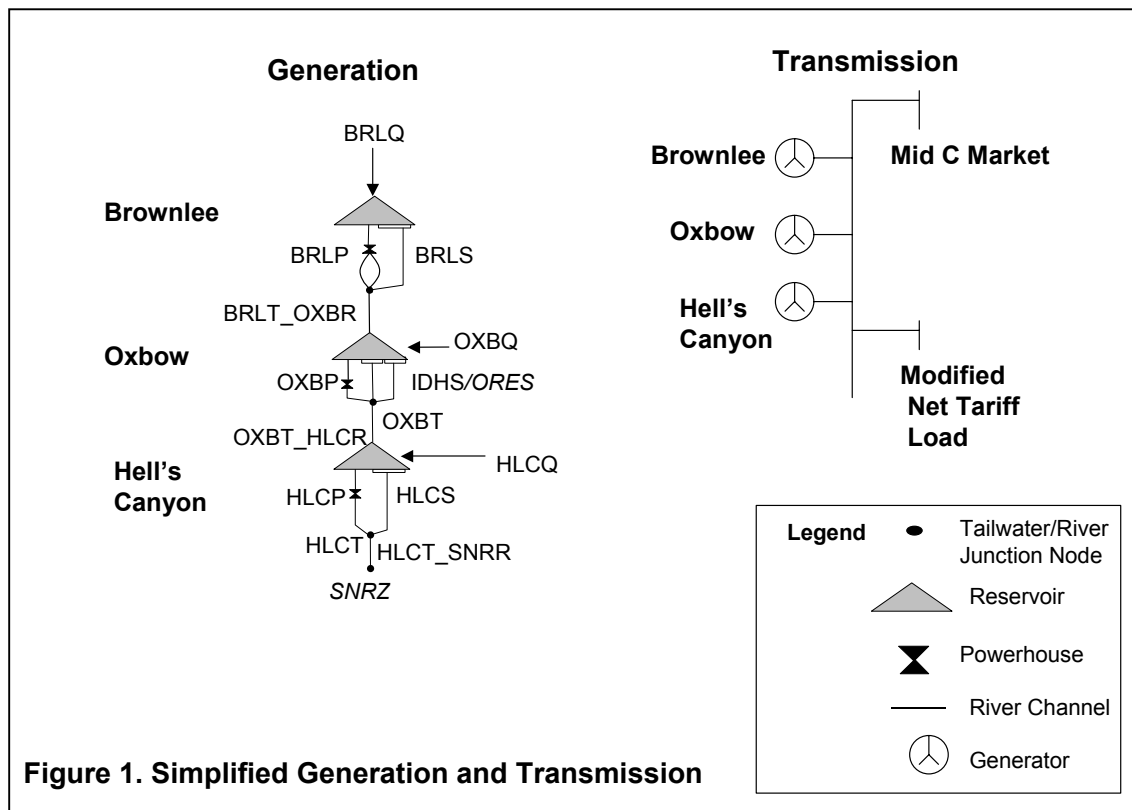 Generation
BRLQ
Brownlee
BRLP
BRLS
BRLT_OXBR
Oxbow
OXBQ
OXBP
IDHS/ORES
OXBT
OXBT_HLCR
Hell's
Canyon
HLCQ
HLCP
HLCS
HLCT
HLCT_SNRR
SNRZ
Transmission
Brownlee
Mid C Market
Oxbow
Hell's
Canyon
Modified
Net Tariff
Load
Legend
Tailwater/River
Junction Node
Reservoir
Powerhouse
River Channel
Generator
Figure 1. Simplified Generation and Transmission